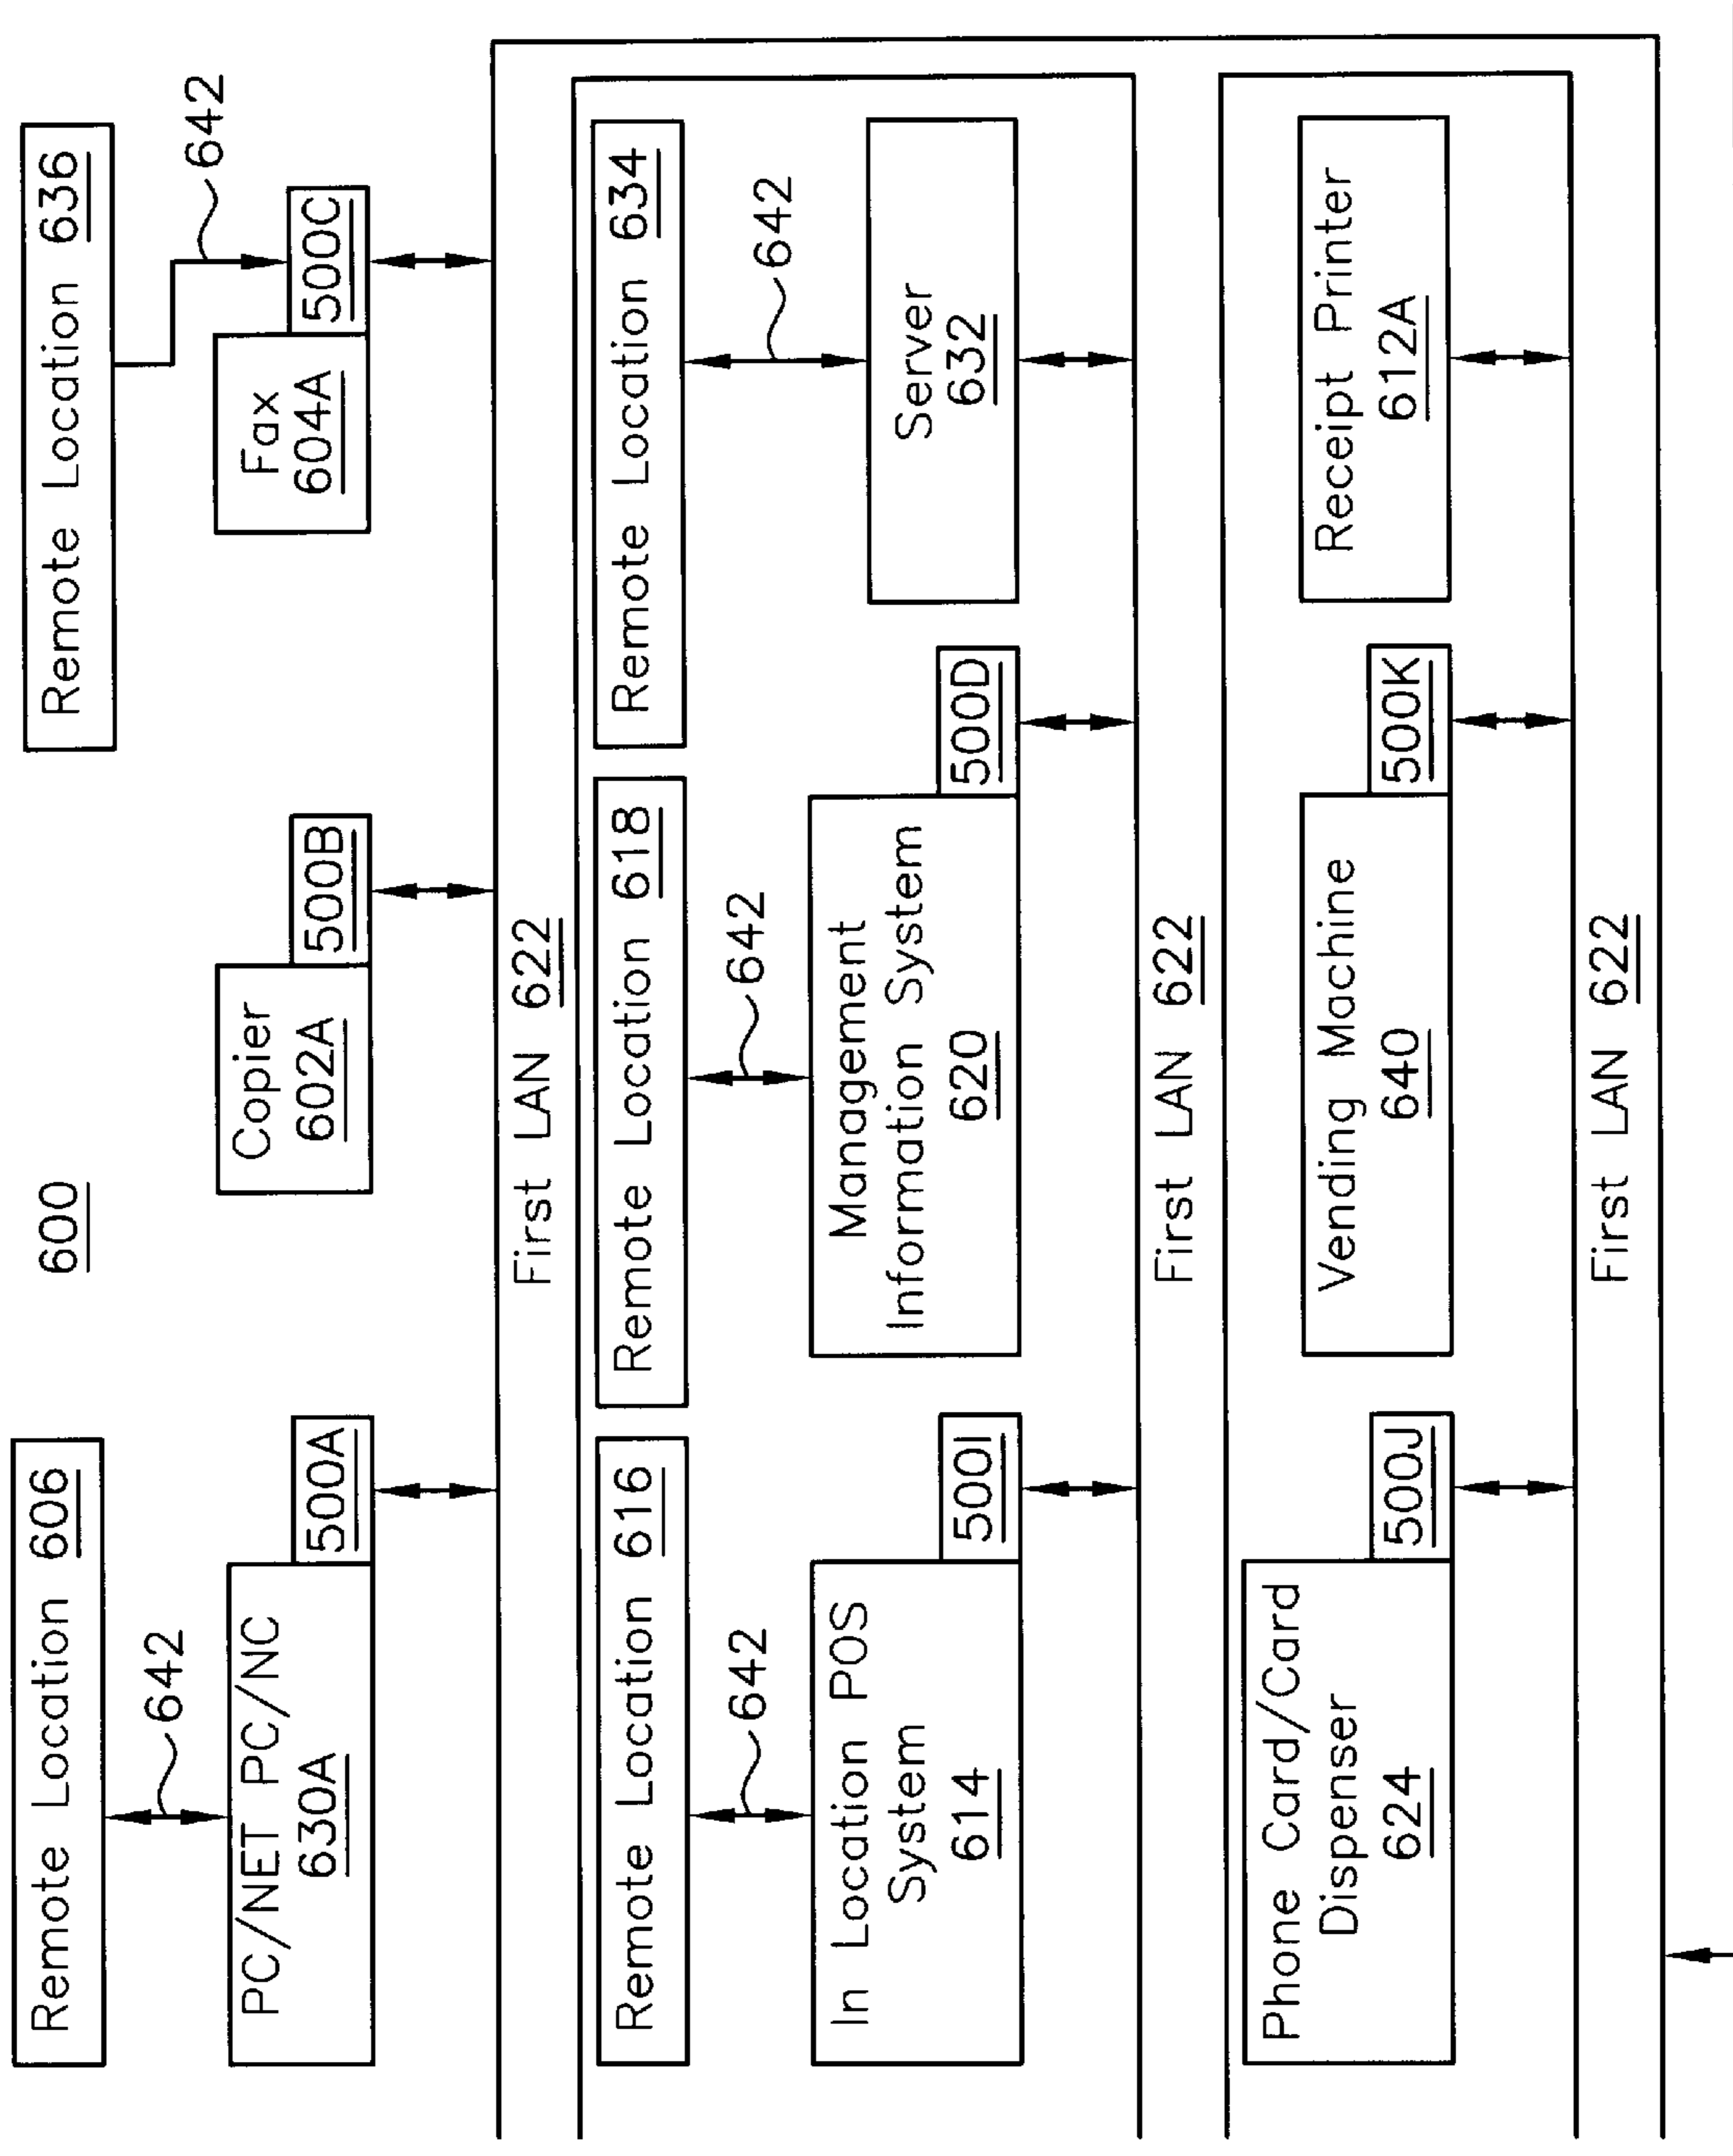 600
Remote Location 606
642
PC/NET PC/NC
630A
500A
Copier
602A
500B
Remote Location 636
642
Fax
604A
500C
First LAN 622
Remote Location 616
642
In Location POS
System
614
500I
Remote Location 618
642
Management
Information System
620
500D
Remote Location 634
642
Server
632
First LAN 622
Phone Card/Card
Dispenser
624
500J
Vending Machine
640
500K
Receipt Printer
612A
First LAN 622